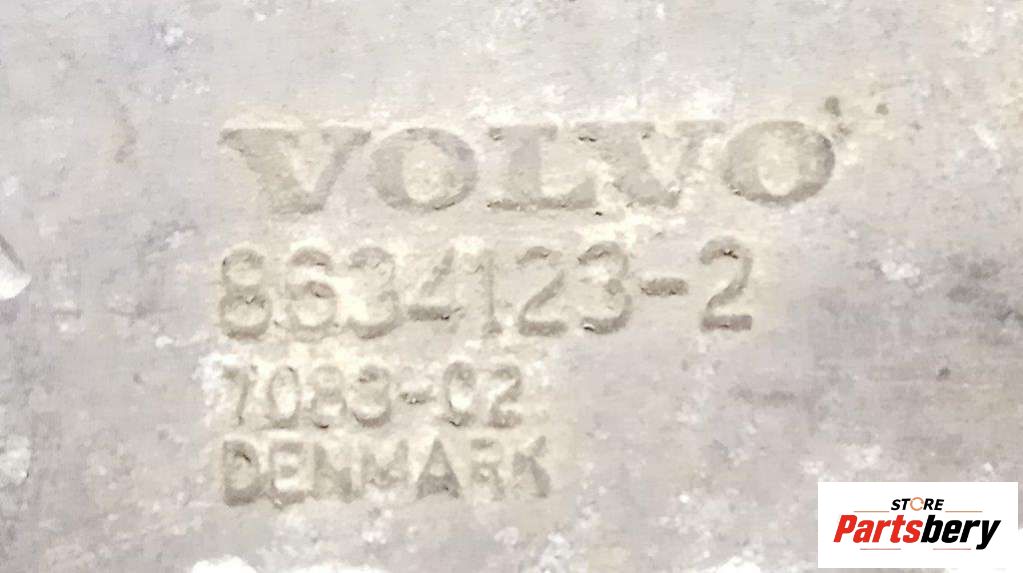 VOLVO
8634123-2
7083-02
DENMARK
STORE
Partsbery